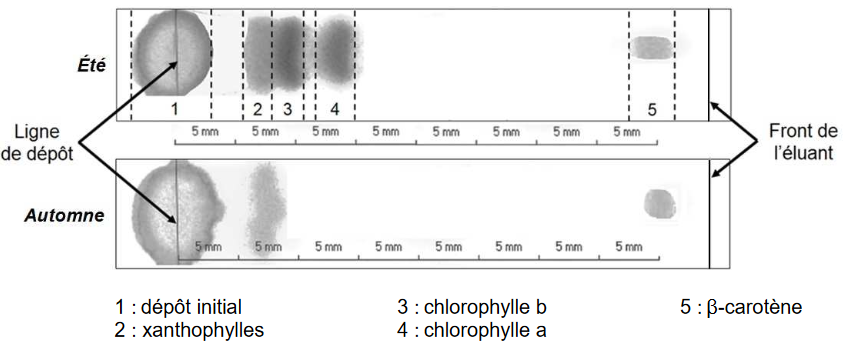 Été
1 2 3 4 5
5 mm 5 mm 5 mm 5 mm 5 mm 5 mm 5 mm 5 mm
Ligne
de dépôt
Front de
l'éluant
Automne
5 mm 5 mm 5 mm 5 mm 5 mm 5 mm 5 mm 5 mm
1 : dépôt initial
2 : xanthophylles
3 : chlorophylle b
4 : chlorophylle a
5 : β-carotène